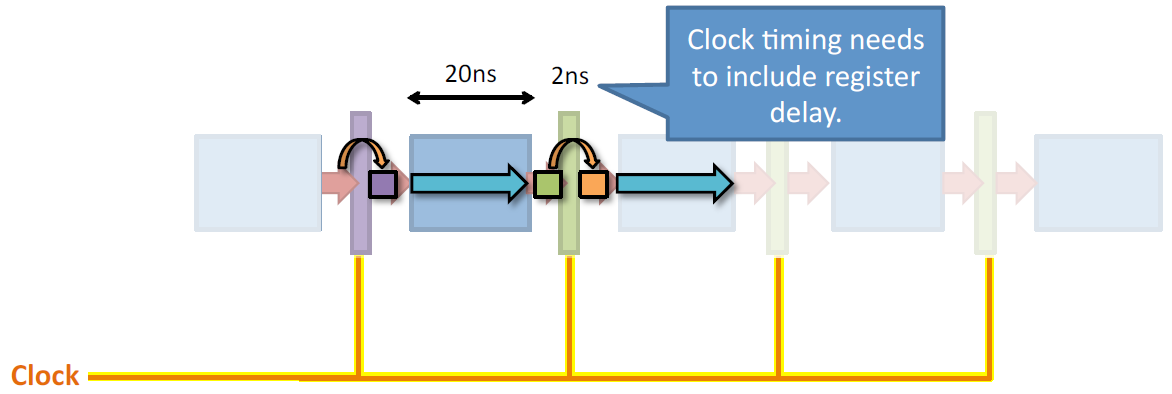 Clock timing needs
to include register
delay.
20ns
2ns
Clock